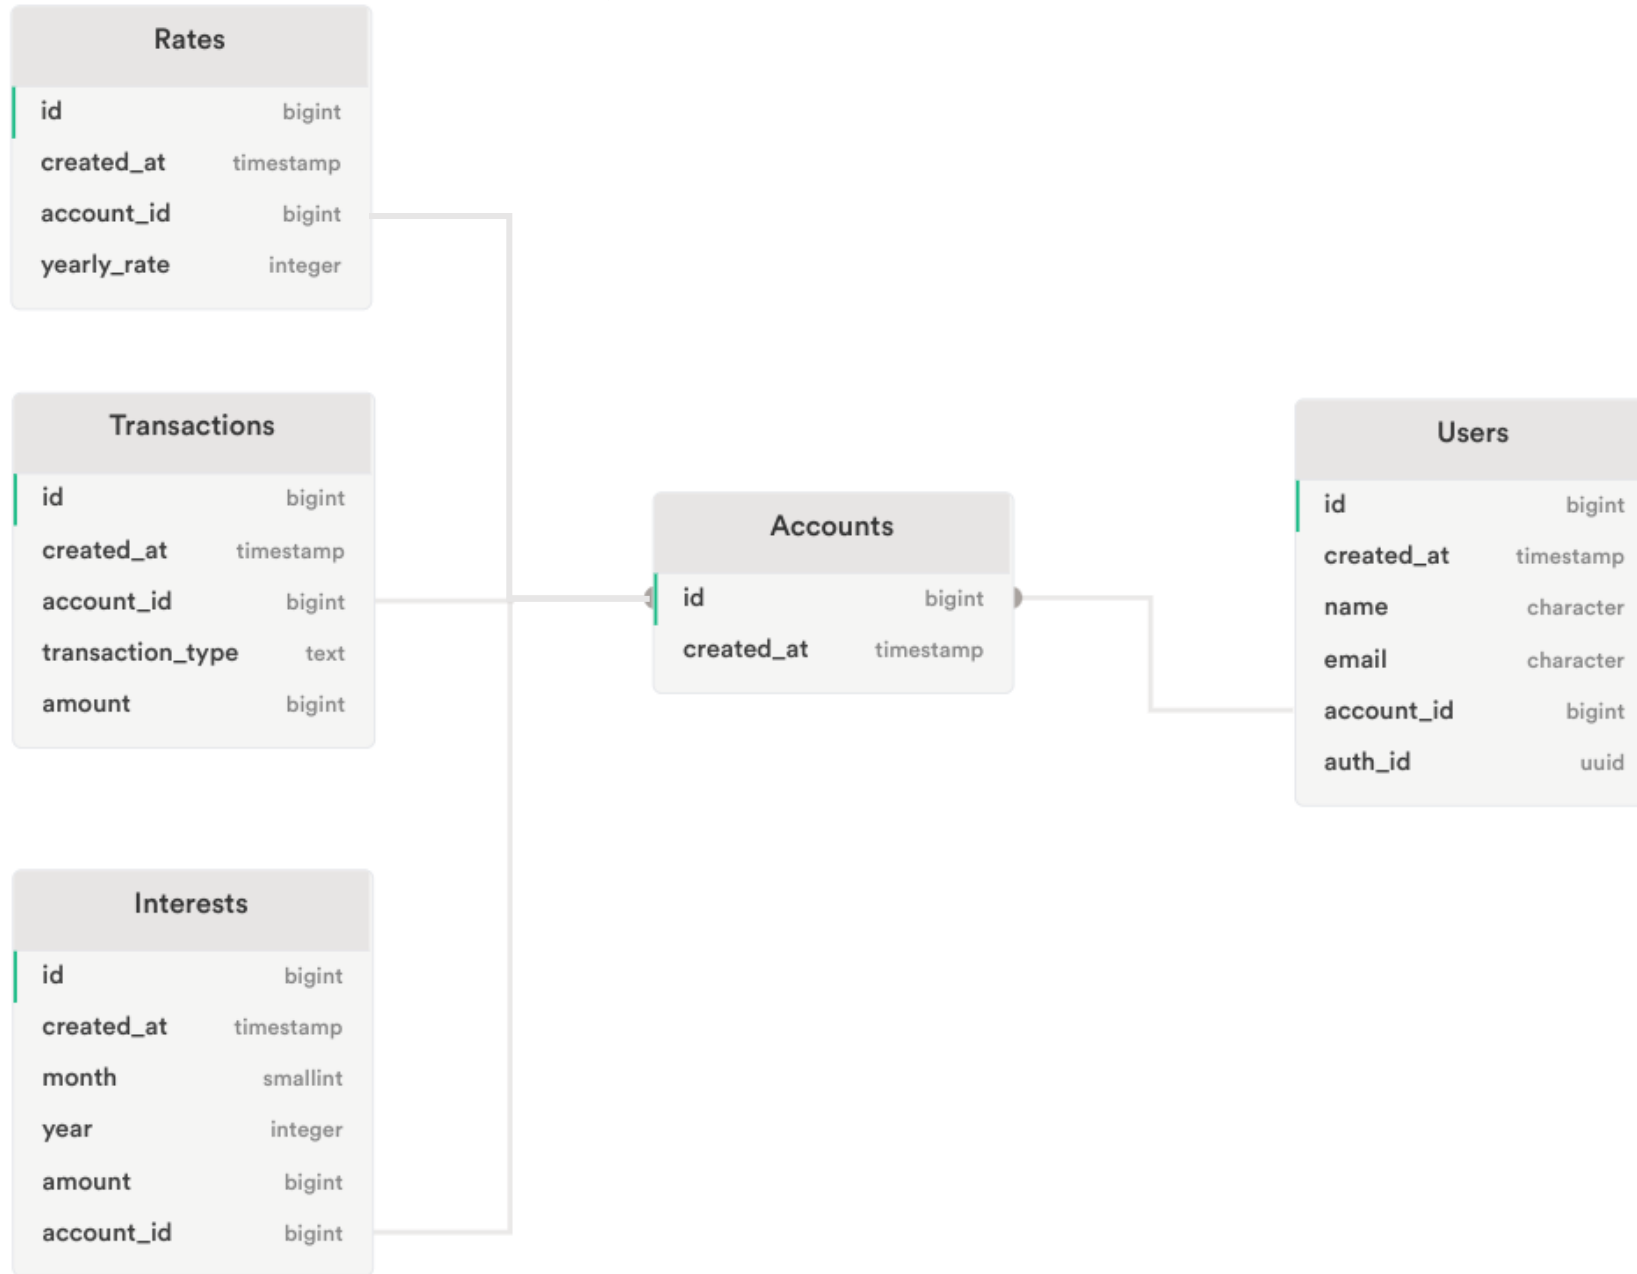 Rates
id bigint
created_at timestamp
account_id bigint
yearly_rate integer
Transactions
id bigint
created_at timestamp
account_id bigint
transaction_type text
amount bigint
Interests
id bigint
created_at timestamp
month smallint
year integer
amount bigint
account_id bigint
Accounts
id bigint
created_at timestamp
Users
id bigint
created_at timestamp
name character
email character
account_id bigint
auth_id uuid